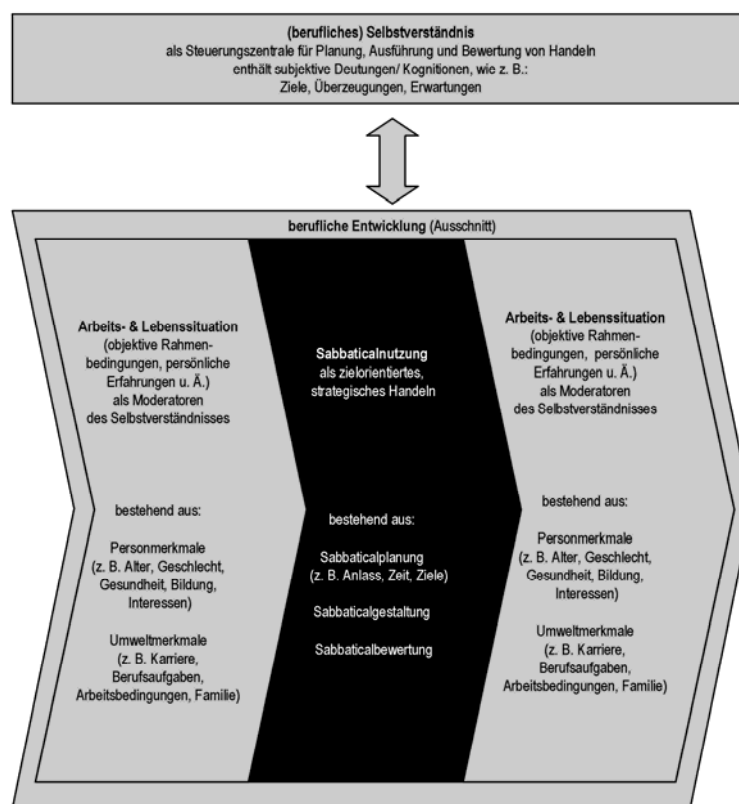 (berufliches) Selbstverständnis
als Steuerungszentrale für Planung, Ausführung und Bewertung von Handeln
enthält subjektive Deutungen/ Kognitionen, wie z. B.:
Ziele, Überzeugungen, Erwartungen
berufliche Entwicklung (Ausschnitt)
Arbeits- & Lebenssituation
(objektive Rahmen-
bedingungen, persönliche
Erfahrungen u. Ä.)
als Moderatoren
des Selbstverständnisses
bestehend aus:
Personmerkmale
(z. B. Alter, Geschlecht,
Gesundheit, Bildung,
Interessen)
Umweltmerkmale
(z. B. Karriere,
Berufsaufgaben,
Arbeitsbedingungen, Familie)
Sabbaticalnutzung
als zielorientiertes,
strategisches Handeln
bestehend aus:
Sabbaticalplanung
(z. B. Anlass, Zeit, Ziele)
Sabbaticalgestaltung
Sabbaticalbewertung
Arbeits- & Lebenssituation
(objektive Rahmen-
bedingungen, persönliche
Erfahrungen u. Ä.)
als Moderatoren
des Selbstverständnisses
bestehend aus:
Personmerkmale
(z. B. Alter, Geschlecht,
Gesundheit, Bildung,
Interessen)
Umweltmerkmale
(z. B. Karriere,
Berufsaufgaben,
Arbeitsbedingungen, Familie)